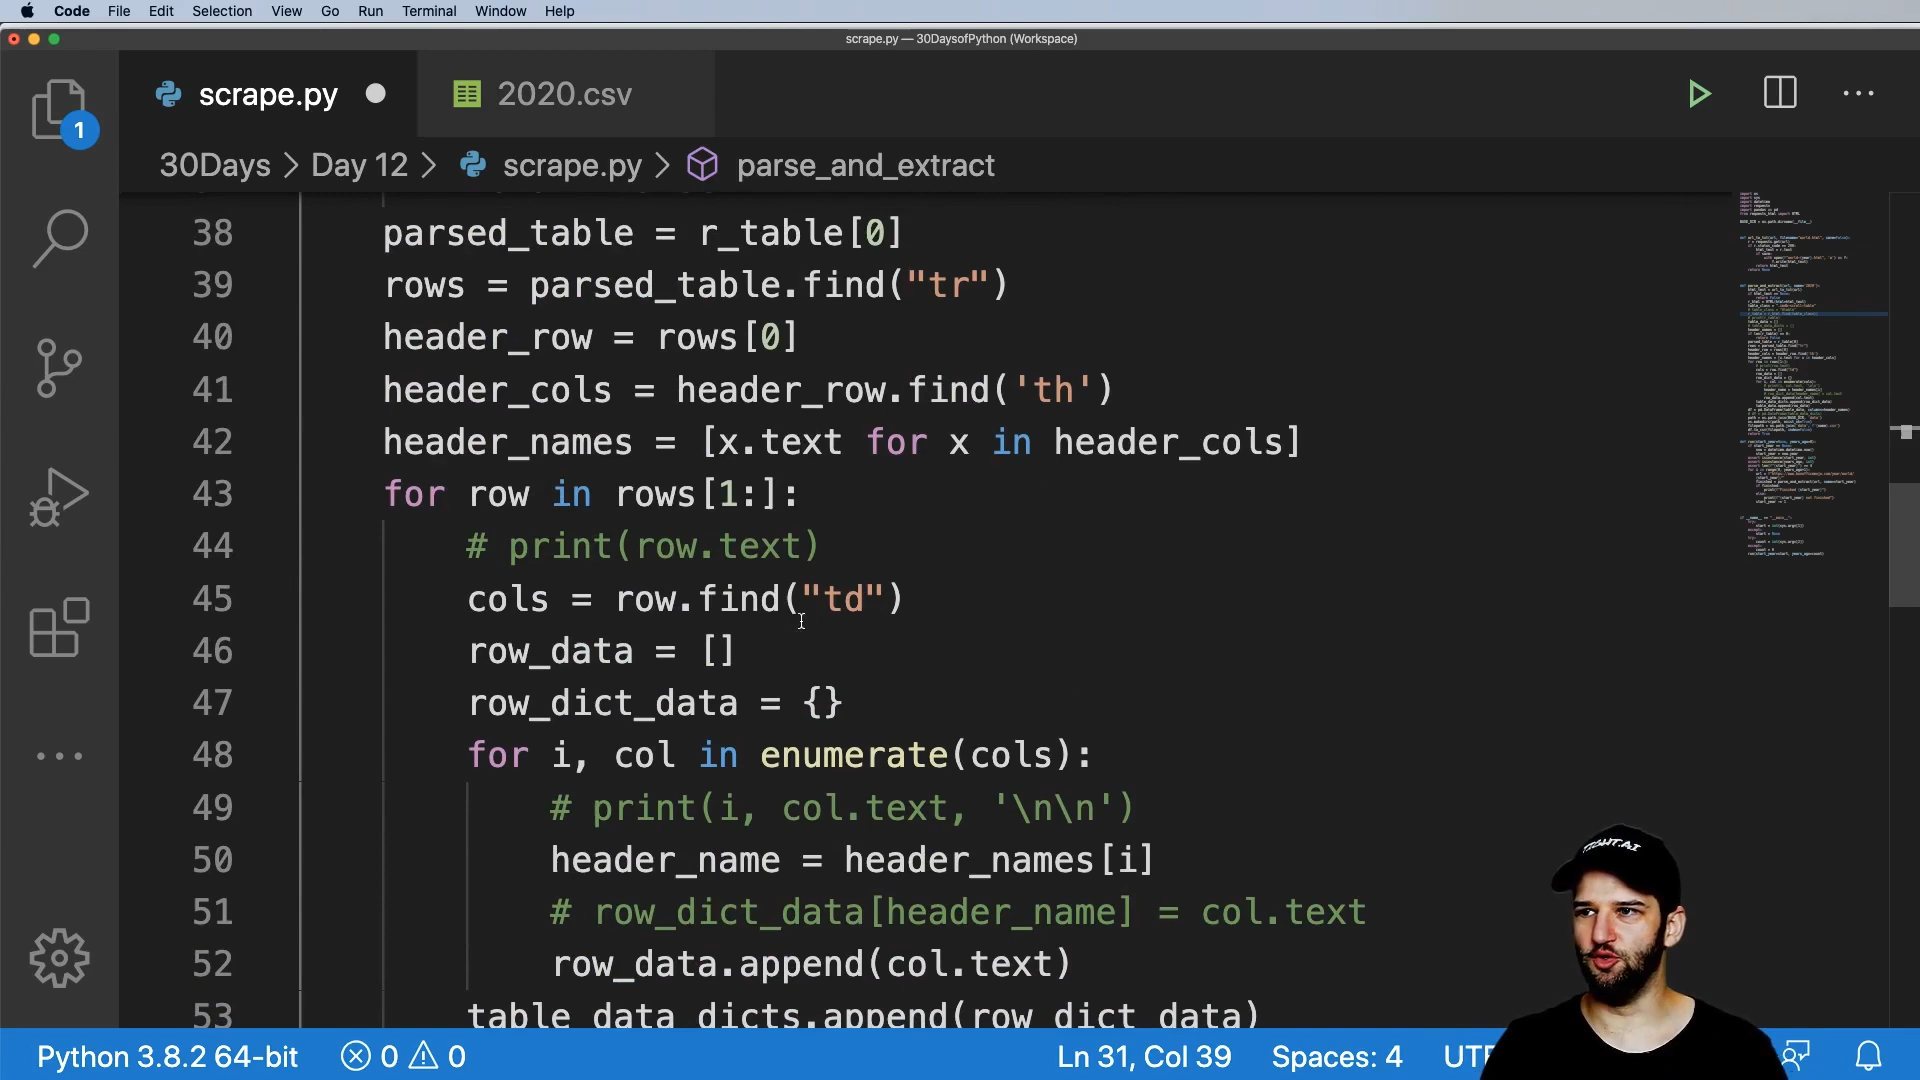 Code File Edit Selection View Go Run Terminal Window Help
scrape.py — 30DaysofPython (Workspace)
scrape.py 2020.csv
1
30Days > Day 12 > scrape.py > parse_and_extract
38 parsed_table = r_table[0]
39 rows = parsed_table.find("tr")
40 header_row = rows[0]
41 header_cols = header_row.find('th')
42 header_names = [x.text for x in header_cols]
43 for row in rows[1:]:
44 # print(row.text)
45 cols = row.find("td")
46 row_data = []
47 row_dict_data = {}
48 for i, col in enumerate(cols):
49 # print(i, col.text, '\n\n')
50 header_name = header_names[i]
51 # row_dict_data[header_name] = col.text
52 row_data.append(col.text)
53 table_data_dicts.append(row_dict_data)
Python 3.8.2 64-bit 0 0 Ln 31, Col 39 Spaces: 4